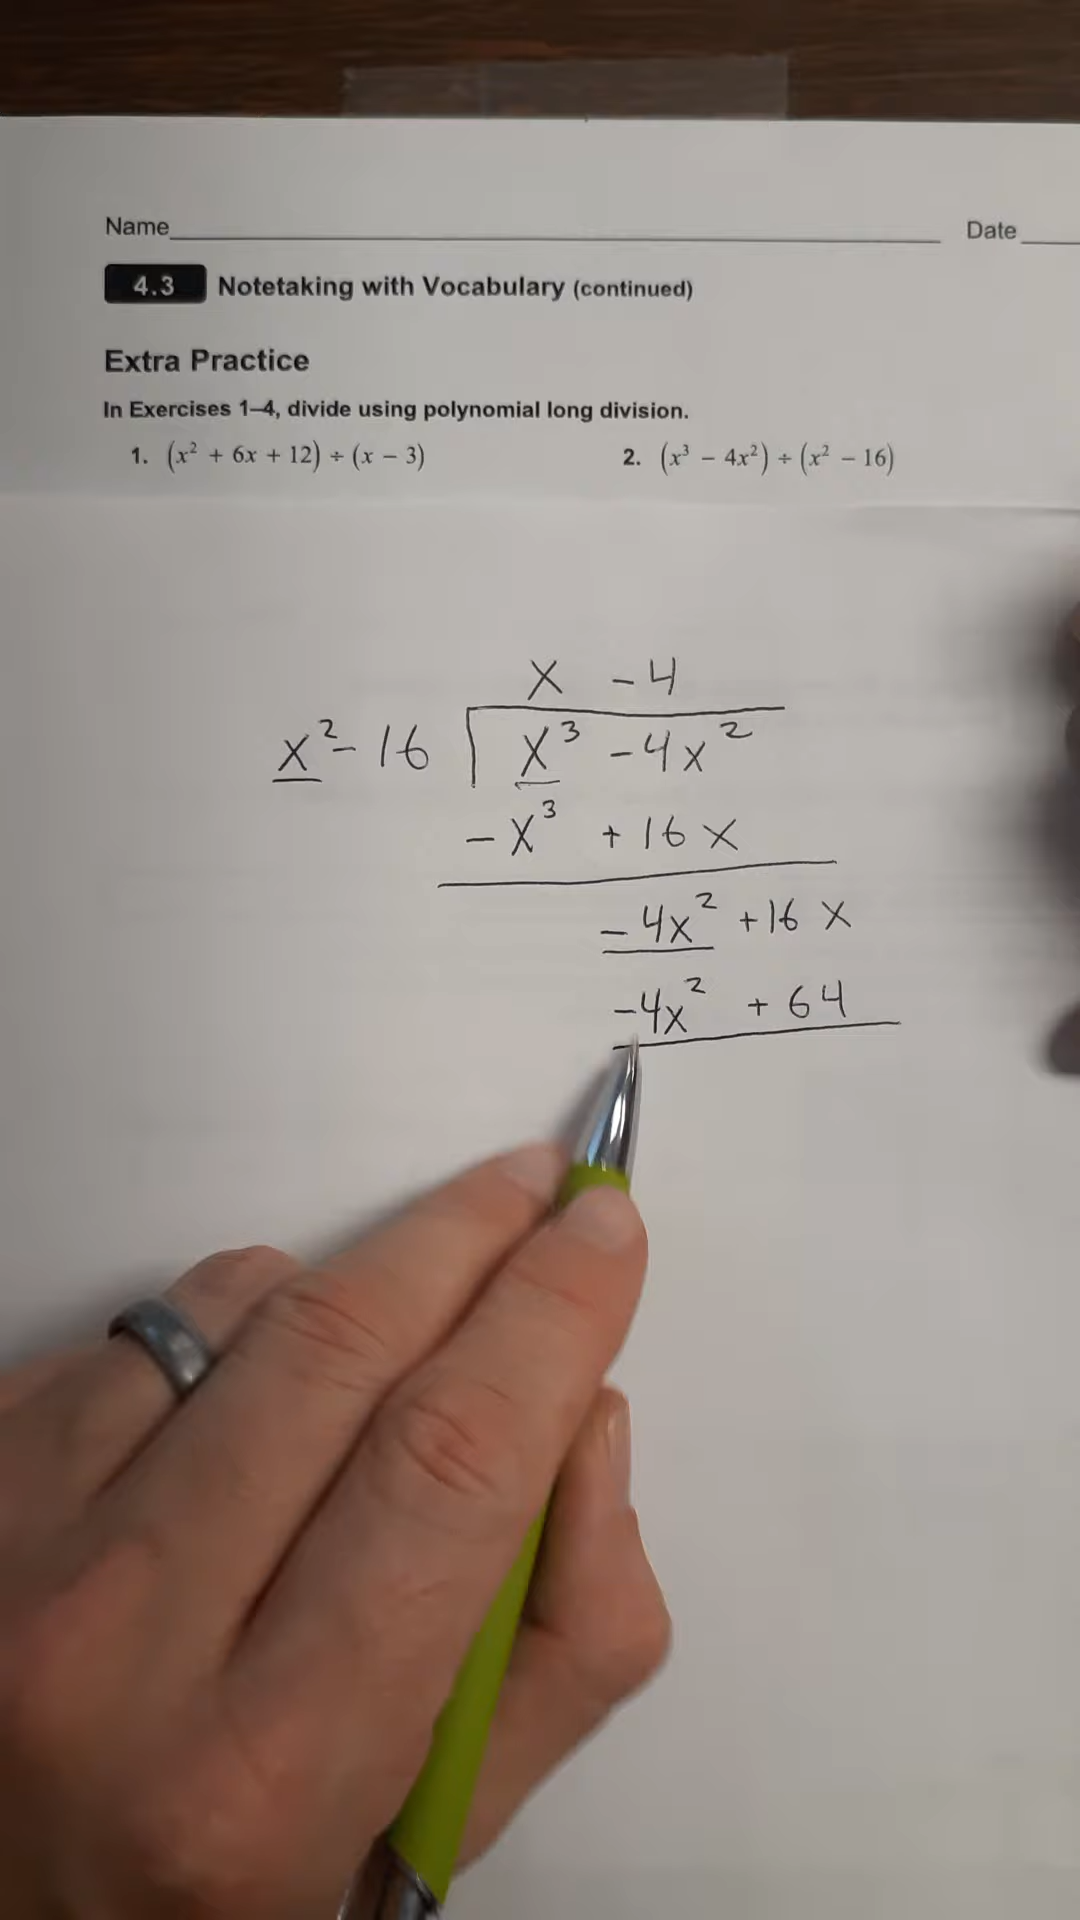 Name Date
4.3 Notetaking with Vocabulary (continued)
Extra Practice
In Exercises 1–4, divide using polynomial long division.
1. (x² + 6x + 12) ÷ (x − 3) 2. (x³ − 4x²) ÷ (x² − 16)
x - 4
x² - 16 x³ - 4x²
- x³ + 16x
- 4x² + 16x
- 4x² + 64